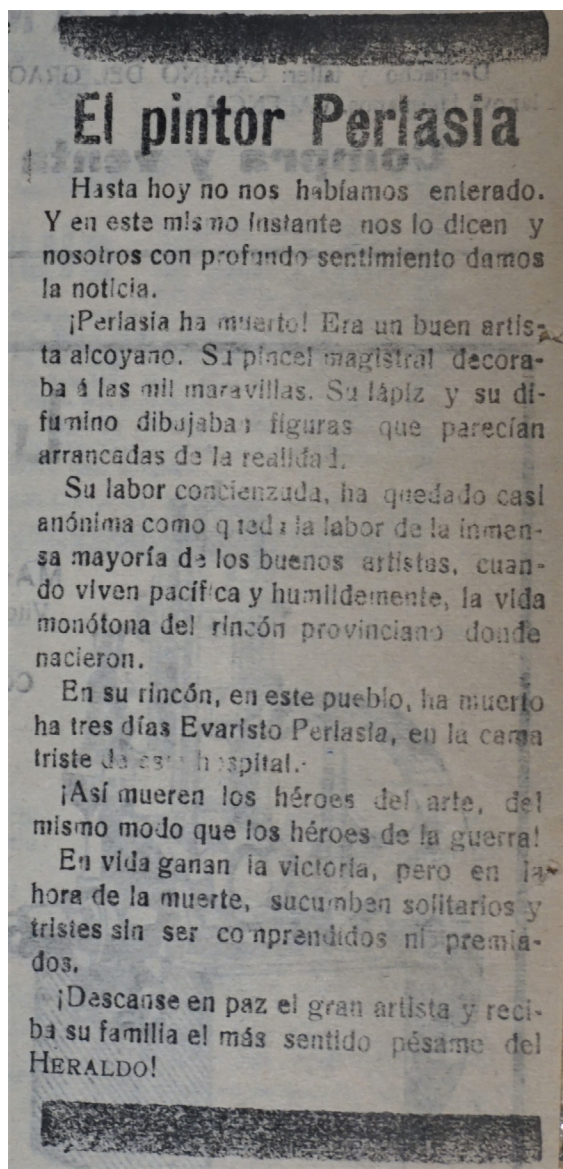 El pintor Perlasia
Hasta hoy no nos habíamos enterado.
Y en este mismo instante nos lo dicen y
nosotros con profundo sentimiento damos
la noticia.
¡Perlasia ha muerto! Era un buen artis-
ta alcoyano. Su pincel magistral decora-
ba á las mil maravillas. Su lápiz y su di-
fumino dibujaban figuras que parecían
arrancadas de la realidad.
Su labor concienzuda, ha quedado casi
anónima como queda la labor de la inmen-
sa mayoría de los buenos artistas, cuan-
do viven pacífica y humildemente, la vida
monótona del rincón provinciano donde
nacieron.
En su rincón, en este pueblo, ha muerto
ha tres días Evaristo Perlasia, en la cama
triste de este hospital.
¡Así mueren los héroes del arte, del
mismo modo que los héroes de la guerra!
En vida ganan la victoria, pero en la
hora de la muerte, sucumben solitarios y
tristes sin ser comprendidos ni premia-
dos.
¡Descanse en paz el gran artista y reci-
ba su familia el más sentido pésame del
HERALDO!